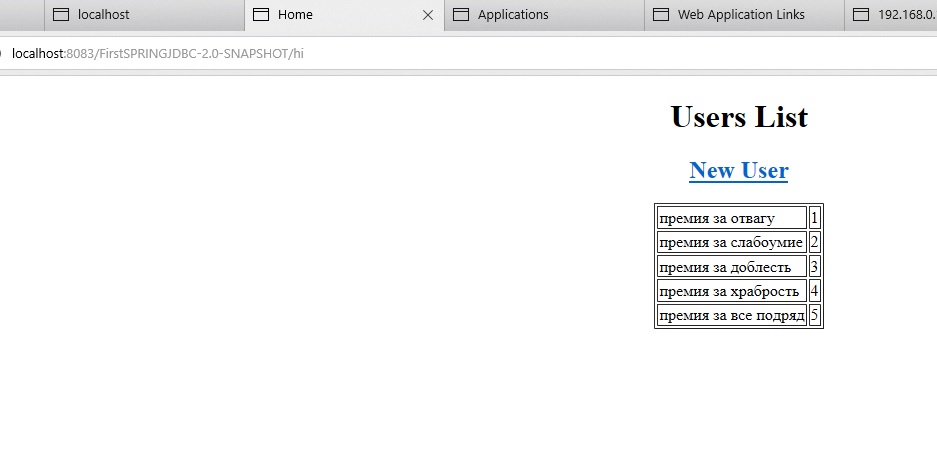 localhost Home Applications Web Application Links 192.168.0.
localhost:8083/FirstSPRINGJDBC-2.0-SNAPSHOT/hi
Users List
New User
премия за отвагу 1
премия за слабоумие 2
премия за доблесть 3
премия за храбрость 4
премия за все подряд 5